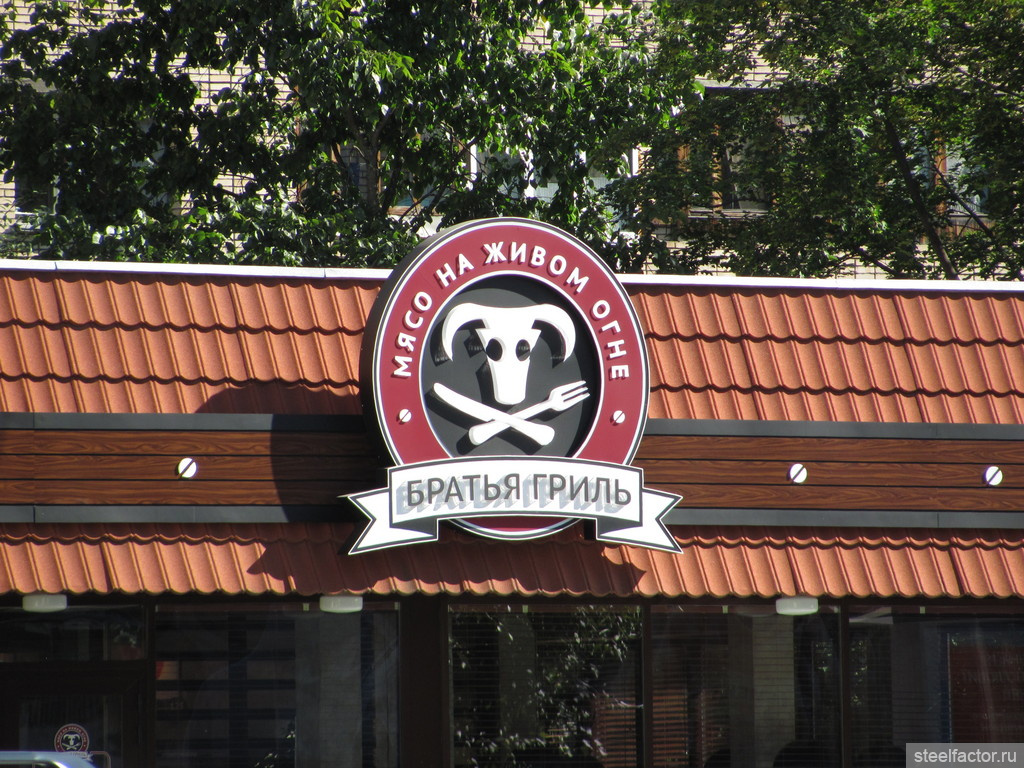 МЯСО НА ЖИВОМ ОГНЕ
БРАТЬЯ ГРИЛЬ
steelfactor.ru